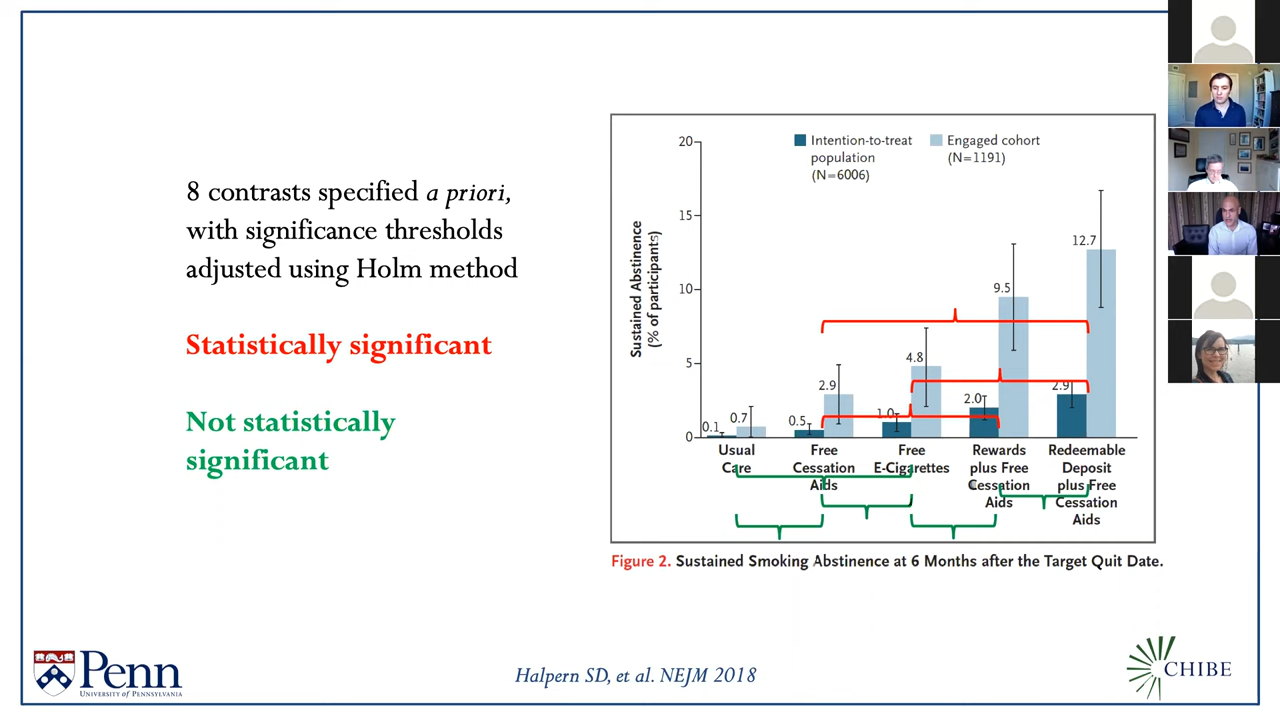 8 contrasts specified a priori,
with significance thresholds
adjusted using Holm method
Statistically significant
Not statistically
significant
20
15
10
5
0
Sustained Abstinence
(% of participants)
Intention-to-treat
population
(N=6006)
Engaged cohort
(N=1191)
0.1
0.7
0.5
2.9
1.0
4.8
2.0
9.5
2.9
12.7
Usual
Care
Free
Cessation
Aids
Free
E-Cigarettes
Rewards
plus Free
Cessation
Aids
Redeemable
Deposit
plus Free
Cessation
Aids
Figure 2. Sustained Smoking Abstinence at 6 Months after the Target Quit Date.
Penn
UNIVERSITY of PENNSYLVANIA
Halpern SD, et al. NEJM 2018
CHIBE